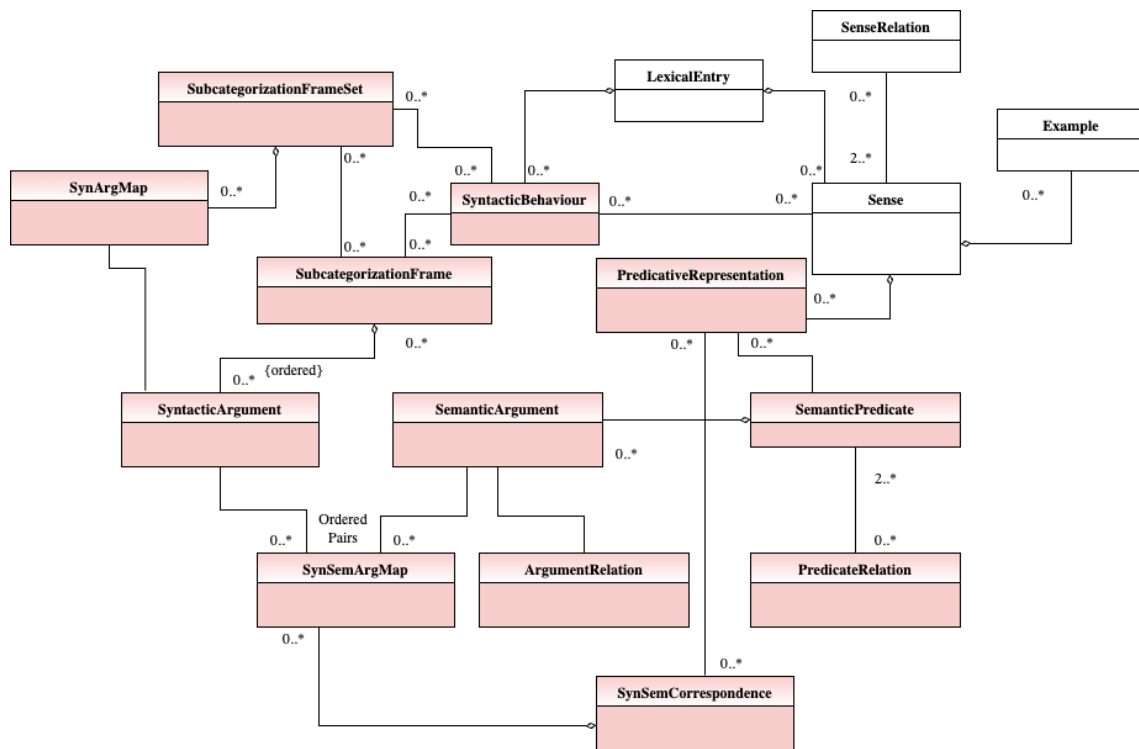 SenseRelation
LexicalEntry
SubcategorizationFrameSet
0..*
0..*
Example
0..*
0..*
2..*
0..*
0..*
0..*
SynArgMap
0..*
0..*
0..*
SyntacticBehaviour
0..*
0..*
Sense
0..*
0..*
SubcategorizationFrame
PredicativeRepresentation
0..*
0..*
0..*
0..*
{ordered}
0..*
SyntacticArgument
SemanticArgument
SemanticPredicate
0..*
2..*
Ordered
Pairs
0..*
0..*
0..*
SynSemArgMap
ArgumentRelation
PredicateRelation
0..*
0..*
SynSemCorrespondence